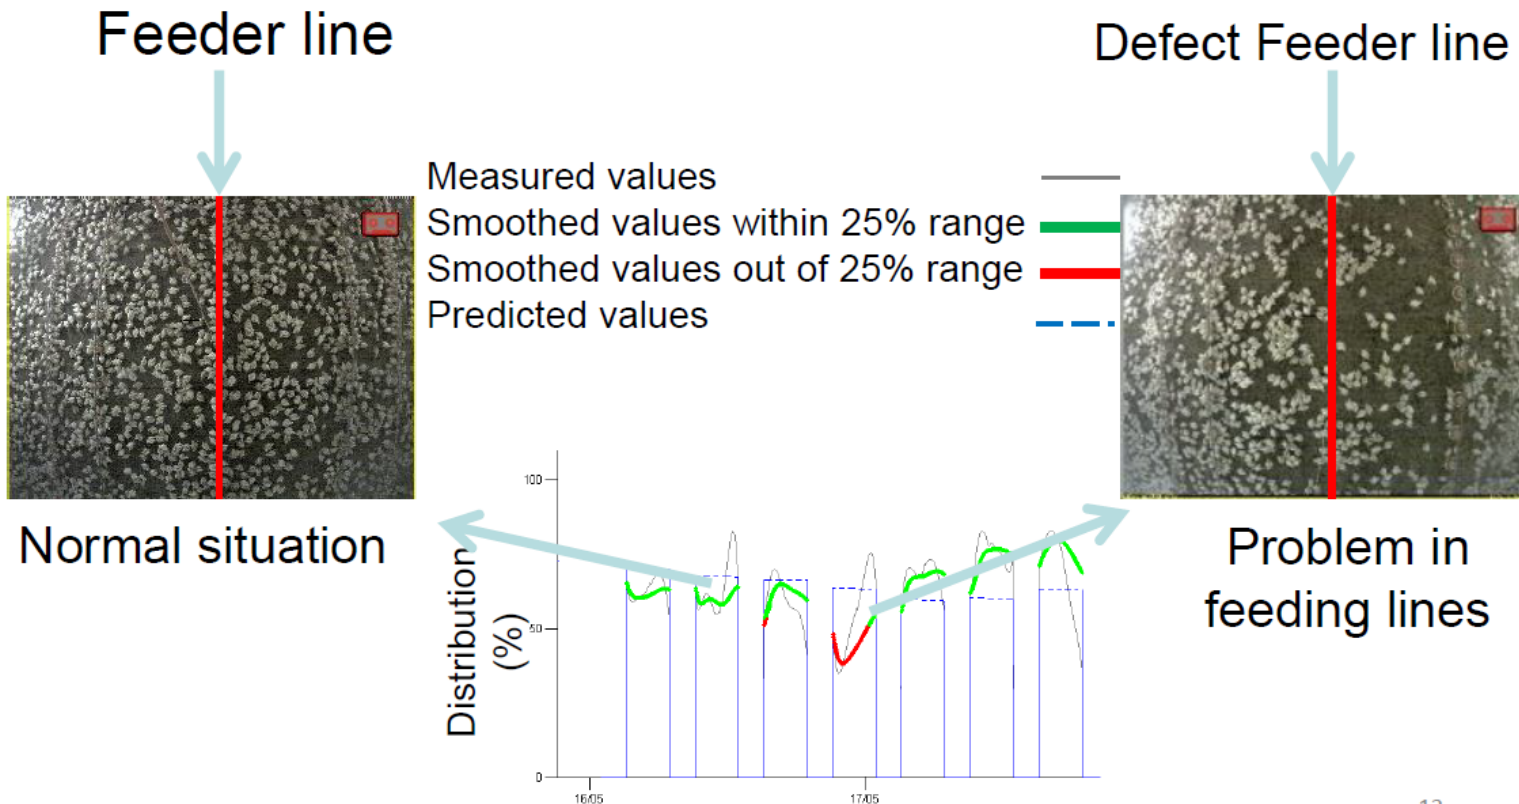 Feeder line
Defect Feeder line
Measured values
Smoothed values within 25% range
Smoothed values out of 25% range
Predicted values
Normal situation
Problem in
feeding lines
Distribution
(%)
100
50
0
16/05
17/05